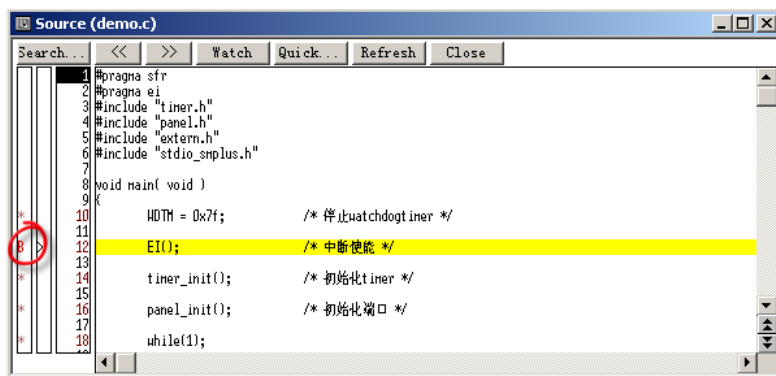 Source (demo.c)
Search... << >> Watch Quick... Refresh Close
1 #pragma sfr
2 #pragma ei
3 #include "timer.h"
4 #include "panel.h"
5 #include "extern.h"
6 #include "stdio_smplus.h"
7
8 void main( void )
9 {
* 10 WDTM = 0x7f; /* 停止watchdogtimer */
11
B > 12 EI(); /* 中断使能 */
13
* 14 timer_init(); /* 初始化timer */
15
* 16 panel_init(); /* 初始化端口 */
17
* 18 while(1);